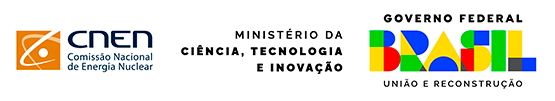 CNEN
Comissão Nacional
de Energia Nuclear
MINISTÉRIO DA
CIÊNCIA, TECNOLOGIA
E INOVAÇÃO
GOVERNO FEDERAL
BRASIL
UNIÃO E RECONSTRUÇÃO